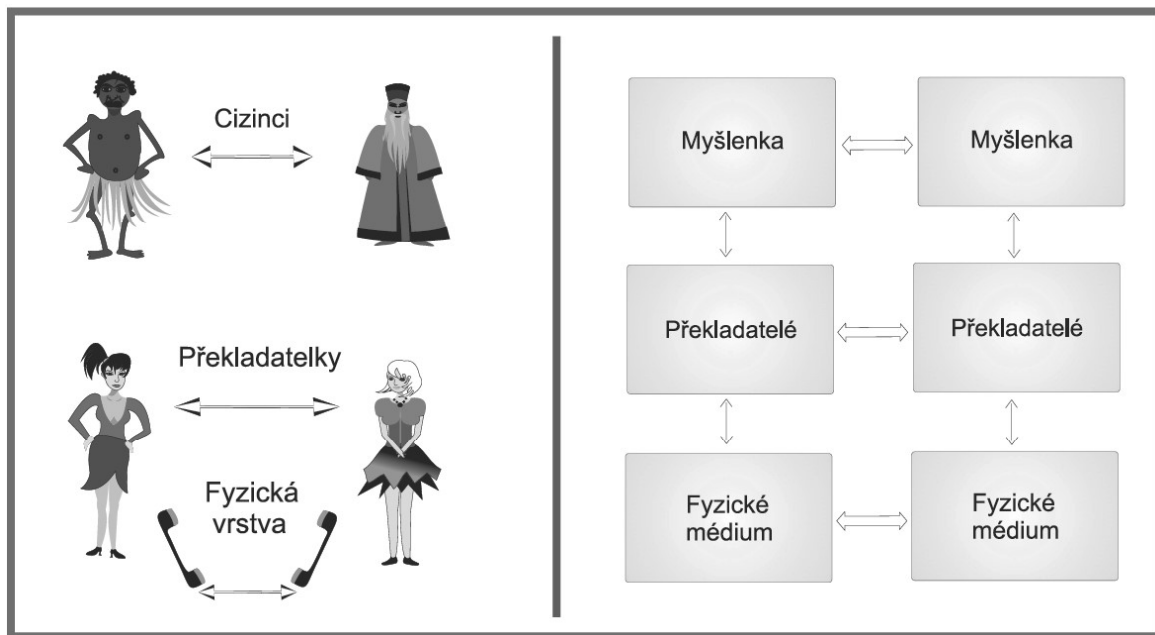 Cizinci
Překladatelky
Fyzická
vrstva
Myšlenka
Myšlenka
Překladatelé
Překladatelé
Fyzické
médium
Fyzické
médium